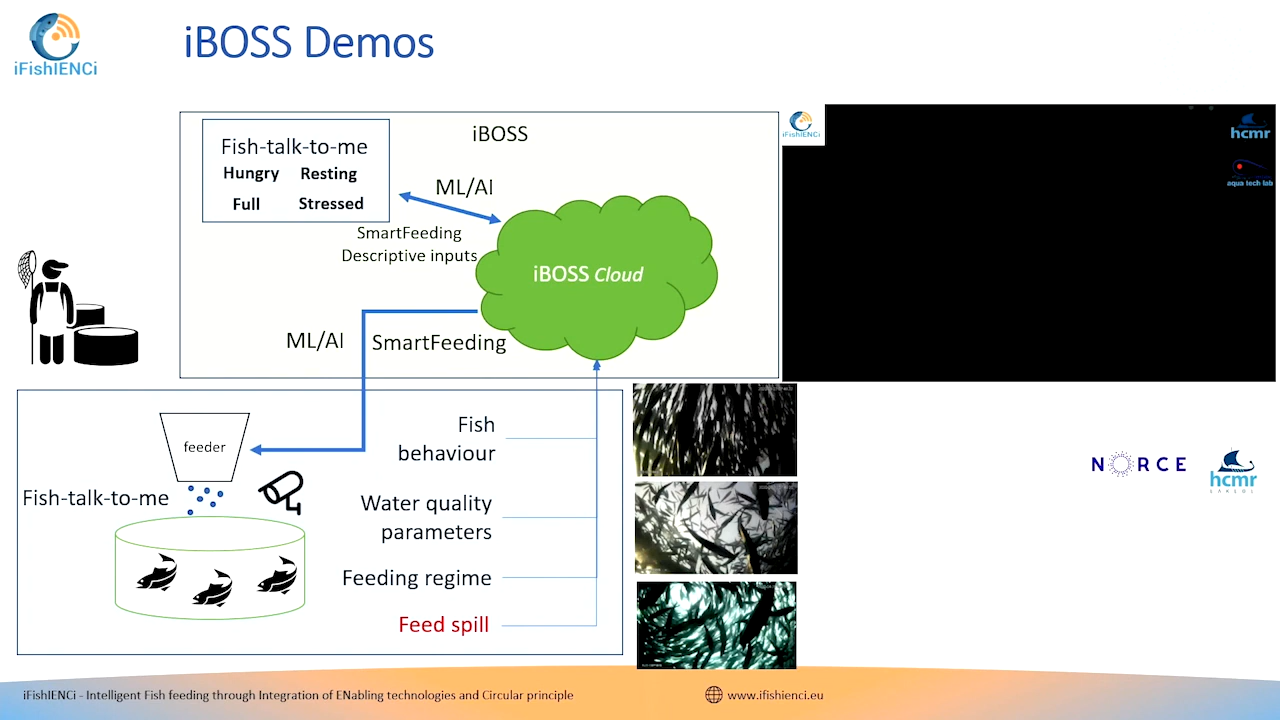 iBOSS Demos
iFishIENCi
Fish-talk-to-me
Hungry Resting
Full Stressed
iBOSS
ML/AI
SmartFeeding
Descriptive inputs
iBOSS Cloud
ML/AI
SmartFeeding
iFishIENCi
hcmr
aqua tech lab
feeder
Fish-talk-to-me
Fish
behaviour
Water quality
parameters
Feeding regime
Feed spill
NORCE
hcmr
iFishIENCi - Intelligent Fish feeding through Integration of ENabling technologies and Circular principle
www.ifishienci.eu